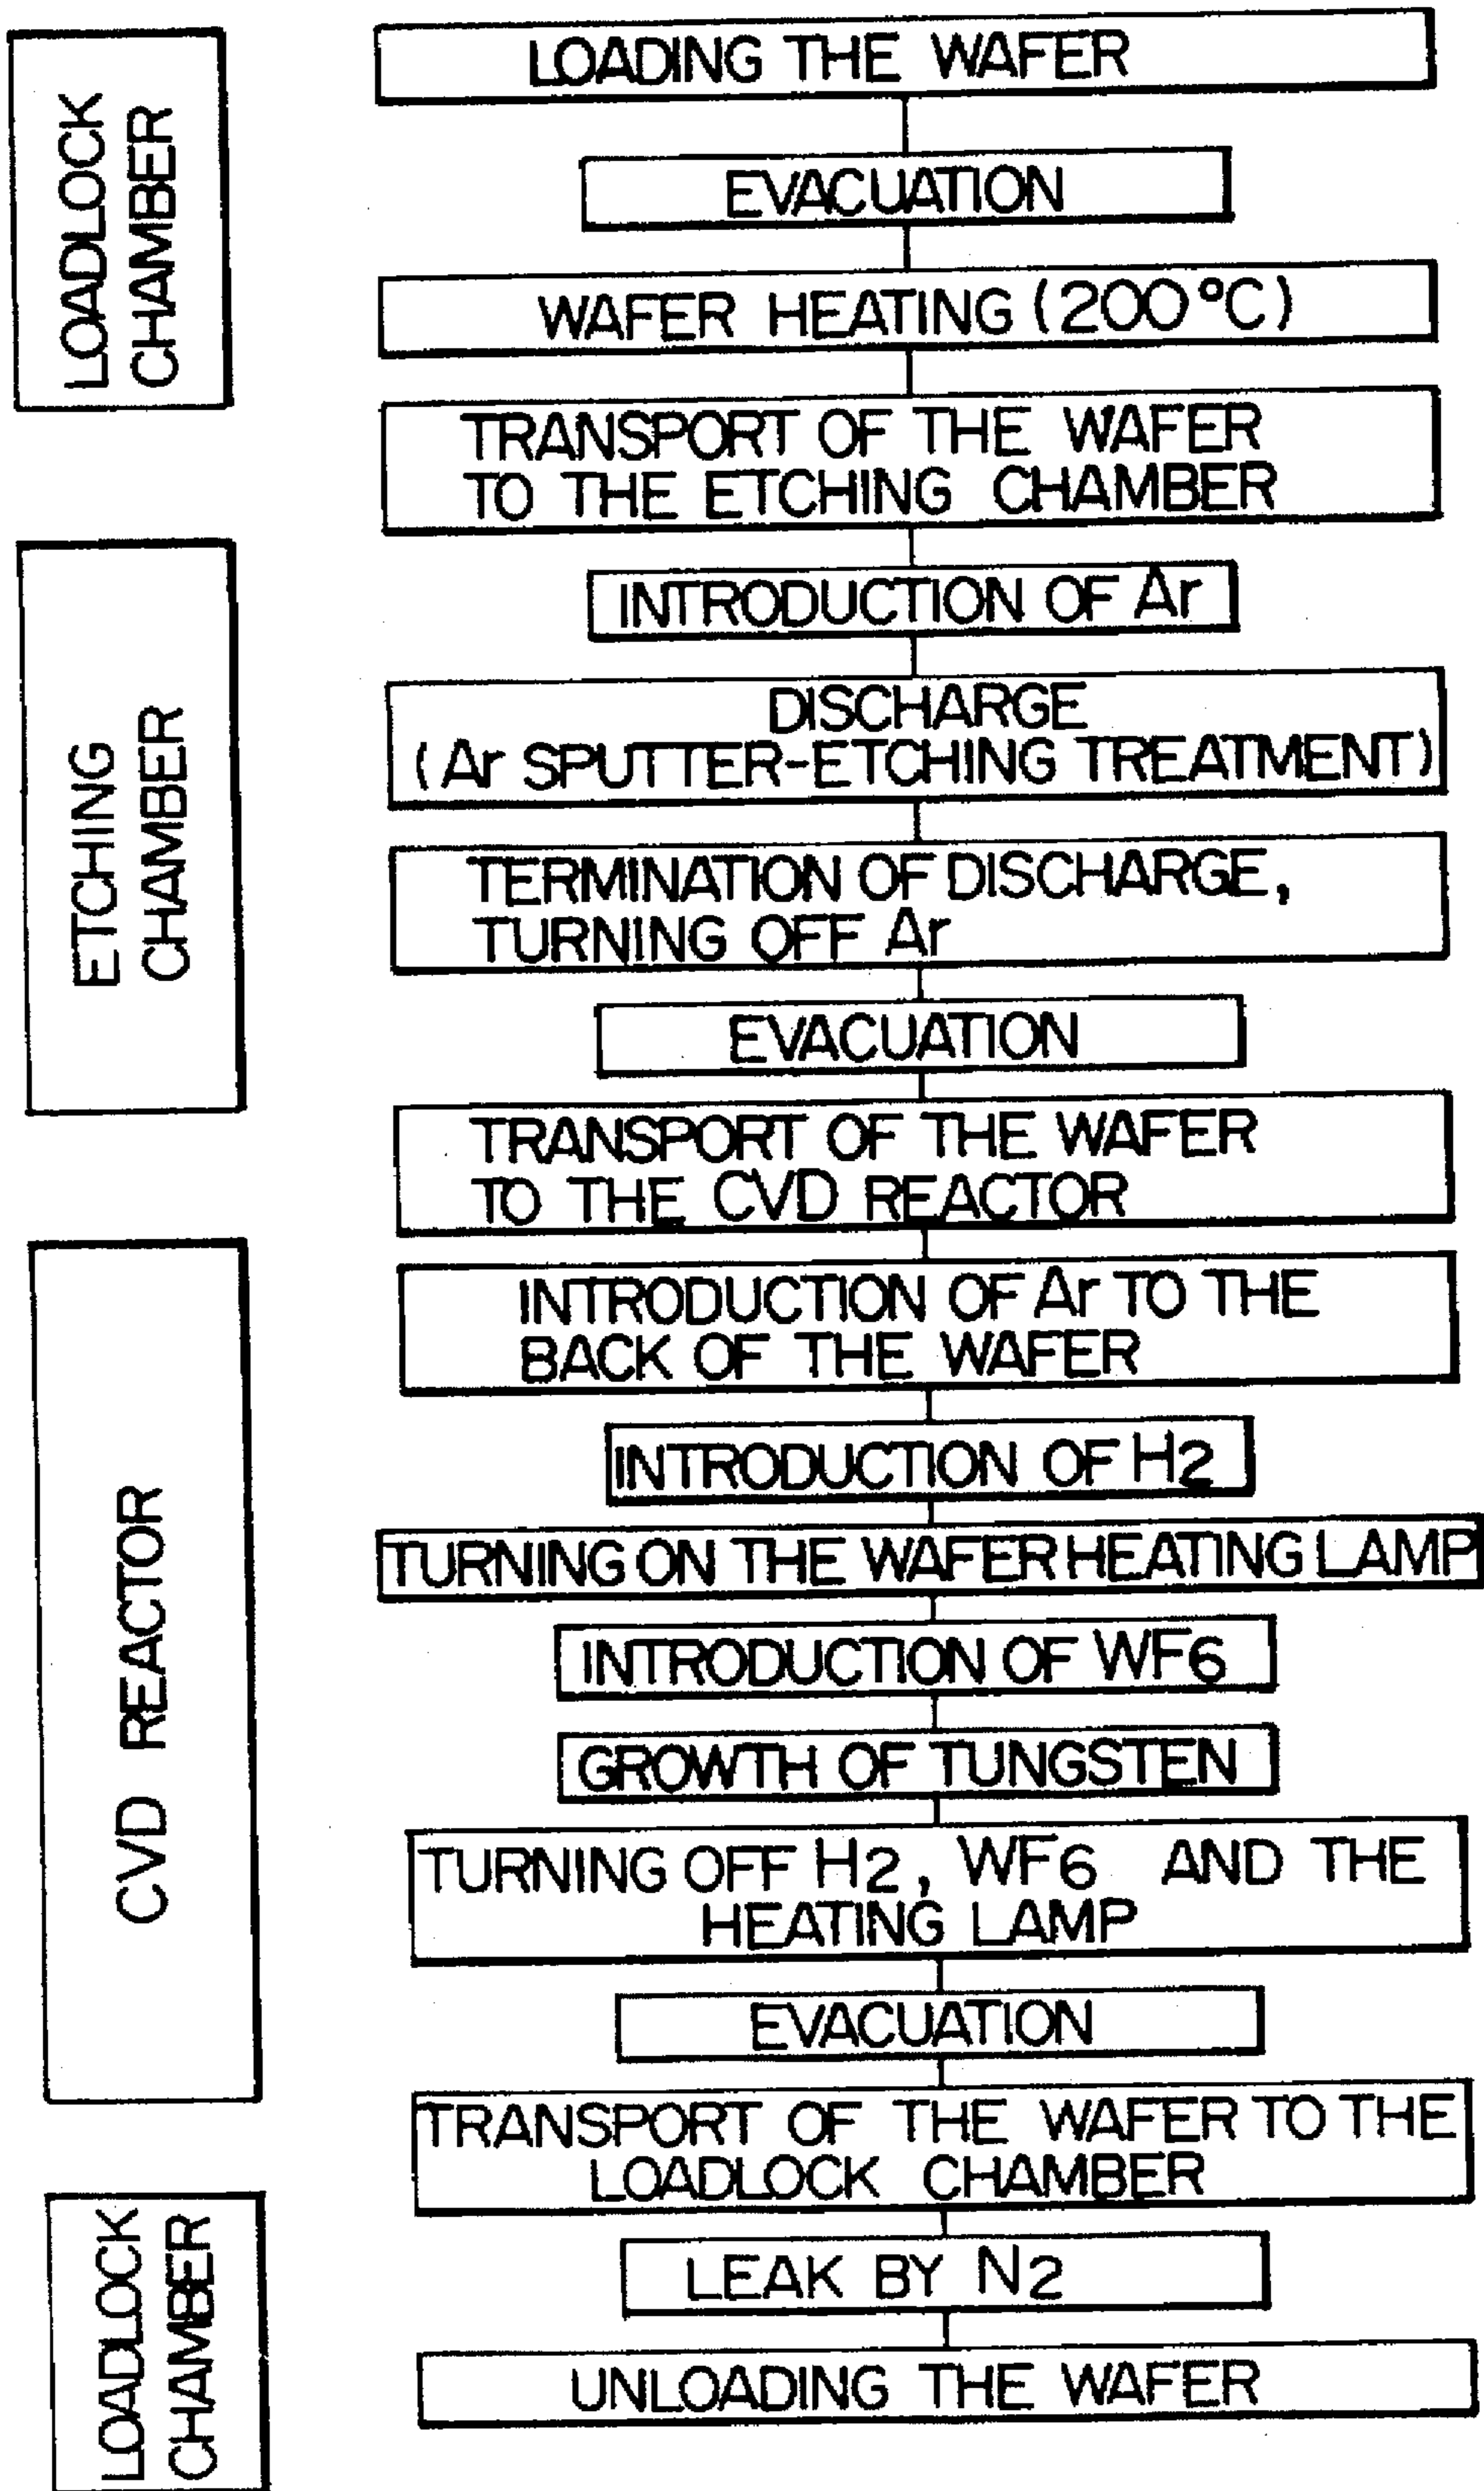 LOADLOCK
CHAMBER
LOADING THE WAFER
EVACUATION
WAFER HEATING (200°C)
TRANSPORT OF THE WAFER
TO THE ETCHING CHAMBER
ETCHING
CHAMBER
INTRODUCTION OF Ar
DISCHARGE
(Ar SPUTTER-ETCHING TREATMENT)
TERMINATION OF DISCHARGE,
TURNING OFF Ar
EVACUATION
TRANSPORT OF THE WAFER
TO THE CVD REACTOR
CVD REACTOR
INTRODUCTION OF Ar TO THE
BACK OF THE WAFER
INTRODUCTION OF H2
TURNING ON THE WAFER HEATING LAMP
INTRODUCTION OF WF6
GROWTH OF TUNGSTEN
TURNING OFF H2, WF6 AND THE
HEATING LAMP
EVACUATION
TRANSPORT OF THE WAFER TO THE
LOADLOCK CHAMBER
LOADLOCK
CHAMBER
LEAK BY N2
UNLOADING THE WAFER